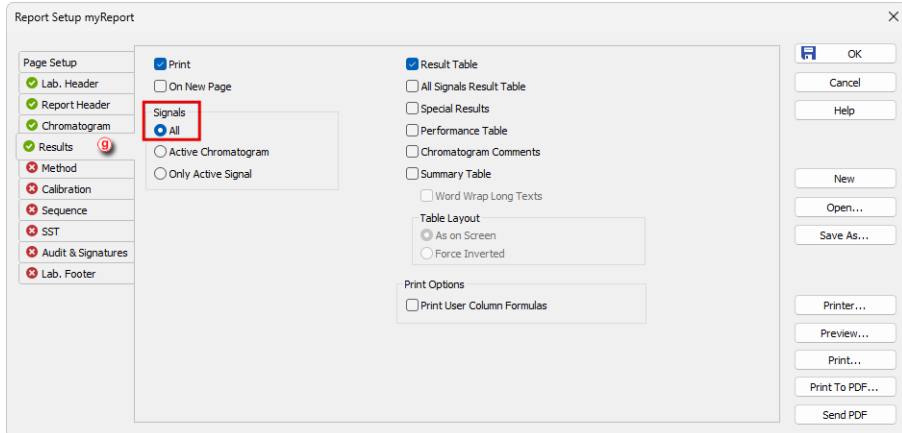 Report Setup myReport
Page Setup
Lab. Header
Report Header
Chromatogram
Results
g
Method
Calibration
Sequence
SST
Audit & Signatures
Lab. Footer
Print
On New Page
Signals
All
Active Chromatogram
Only Active Signal
Result Table
All Signals Result Table
Special Results
Performance Table
Chromatogram Comments
Summary Table
Word Wrap Long Texts
Table Layout
As on Screen
Force Inverted
Print Options
Print User Column Formulas
OK
Cancel
Help
New
Open...
Save As...
Printer...
Preview...
Print...
Print To PDF...
Send PDF